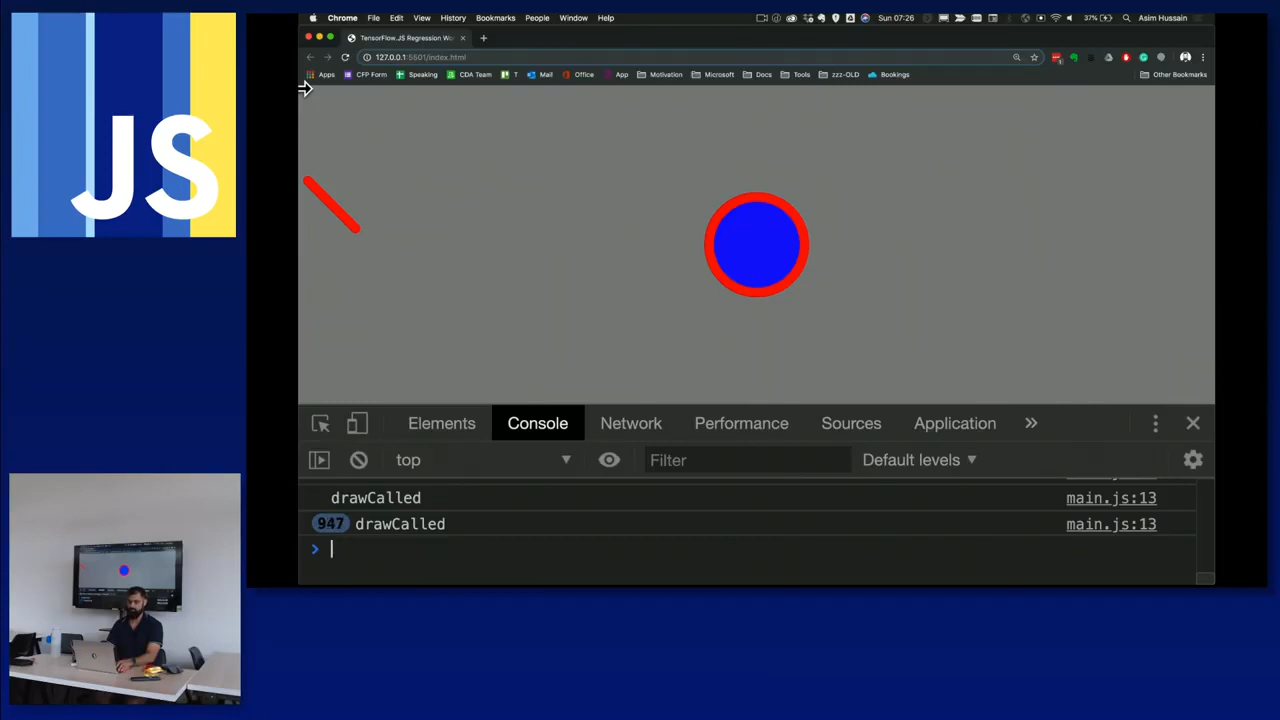 JS
Chrome File Edit View History Bookmarks People Window Help Sun 07:26 37% Asim Hussain
TensorFlow.JS Regression Wo
127.0.0.1:5501/index.html
Apps CFP Form Speaking CDA Team T Mail Office App Motivation Microsoft Docs Tools zzz-OLD Bookings Other Bookmarks
Elements Console Network Performance Sources Application »
top Filter Default levels
drawCalled main.js:13
947 drawCalled main.js:13
>